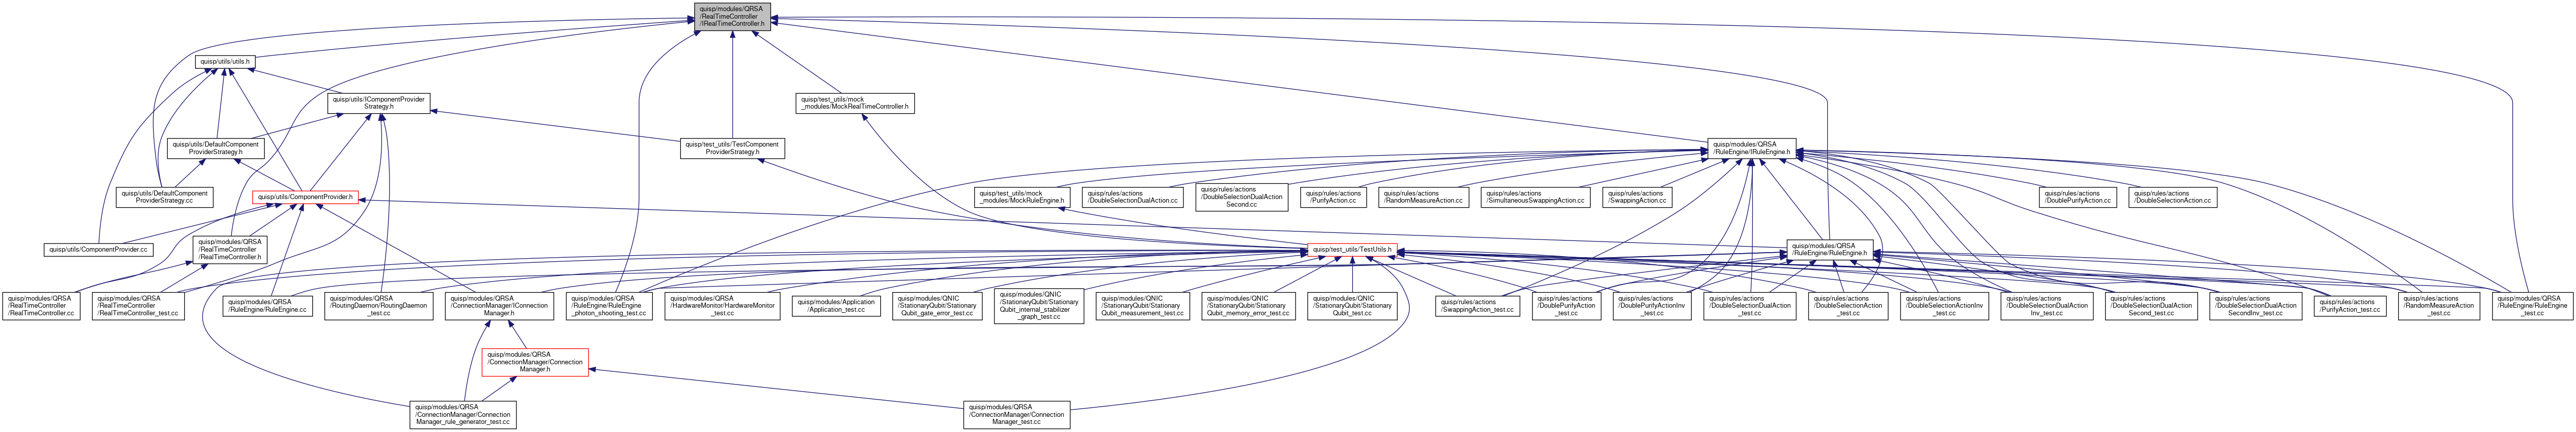 quisp/modules/QRSA
/RealTimeController
/IRealTimeController.h
quisp/utils/utils.h
quisp/utils/IComponentProvider
Strategy.h
quisp/test_utils/mock
_modules/MockRealTimeController.h
quisp/utils/DefaultComponent
ProviderStrategy.h
quisp/test_utils/TestComponent
ProviderStrategy.h
quisp/modules/QRSA
/RuleEngine/IRuleEngine.h
quisp/utils/DefaultComponent
ProviderStrategy.cc
quisp/utils/ComponentProvider.h
quisp/test_utils/mock
_modules/MockRuleEngine.h
quisp/rules/actions
/DoubleSelectionDualAction.cc
quisp/rules/actions
/DoubleSelectionDualAction
Second.cc
quisp/rules/actions
/PurifyAction.cc
quisp/rules/actions
/RandomMeasureAction.cc
quisp/rules/actions
/SimultaneousSwappingAction.cc
quisp/rules/actions
/SwappingAction.cc
quisp/rules/actions
/DoublePurifyAction.cc
quisp/rules/actions
/DoubleSelectionAction.cc
quisp/utils/ComponentProvider.cc
quisp/modules/QRSA
/RealTimeController
/RealTimeController.h
quisp/test_utils/TestUtils.h
quisp/modules/QRSA
/RuleEngine/RuleEngine.h
quisp/modules/QRSA
/RealTimeController
/RealTimeController.cc
quisp/modules/QRSA
/RealTimeController
/RealTimeController_test.cc
quisp/modules/QRSA
/RuleEngine/RuleEngine.cc
quisp/modules/QRSA
/RoutingDaemon/RoutingDaemon
_test.cc
quisp/modules/QRSA
/ConnectionManager/IConnection
Manager.h
quisp/modules/QRSA
/RuleEngine/RuleEngine
_photon_shooting_test.cc
quisp/modules/QRSA
/HardwareMonitor/HardwareMonitor
_test.cc
quisp/modules/Application
/Application_test.cc
quisp/modules/QNIC
/StationaryQubit/Stationary
Qubit_gate_error_test.cc
quisp/modules/QNIC
/StationaryQubit/Stationary
Qubit_internal_stabilizer
_graph_test.cc
quisp/modules/QNIC
/StationaryQubit/Stationary
Qubit_measurement_test.cc
quisp/modules/QNIC
/StationaryQubit/Stationary
Qubit_memory_error_test.cc
quisp/modules/QNIC
/StationaryQubit/Stationary
Qubit_test.cc
quisp/rules/actions
/SwappingAction_test.cc
quisp/rules/actions
/DoublePurifyAction
_test.cc
quisp/rules/actions
/DoublePurifyActionInv
_test.cc
quisp/rules/actions
/DoubleSelectionDualAction
_test.cc
quisp/rules/actions
/DoubleSelectionAction
_test.cc
quisp/rules/actions
/DoubleSelectionActionInv
_test.cc
quisp/rules/actions
/DoubleSelectionDualAction
Inv_test.cc
quisp/rules/actions
/DoubleSelectionDualAction
Second_test.cc
quisp/rules/actions
/DoubleSelectionDualAction
SecondInv_test.cc
quisp/rules/actions
/PurifyAction_test.cc
quisp/rules/actions
/RandomMeasureAction
_test.cc
quisp/modules/QRSA
/RuleEngine/RuleEngine
_test.cc
quisp/modules/QRSA
/ConnectionManager/Connection
Manager.h
quisp/modules/QRSA
/ConnectionManager/Connection
Manager_rule_generator_test.cc
quisp/modules/QRSA
/ConnectionManager/Connection
Manager_test.cc